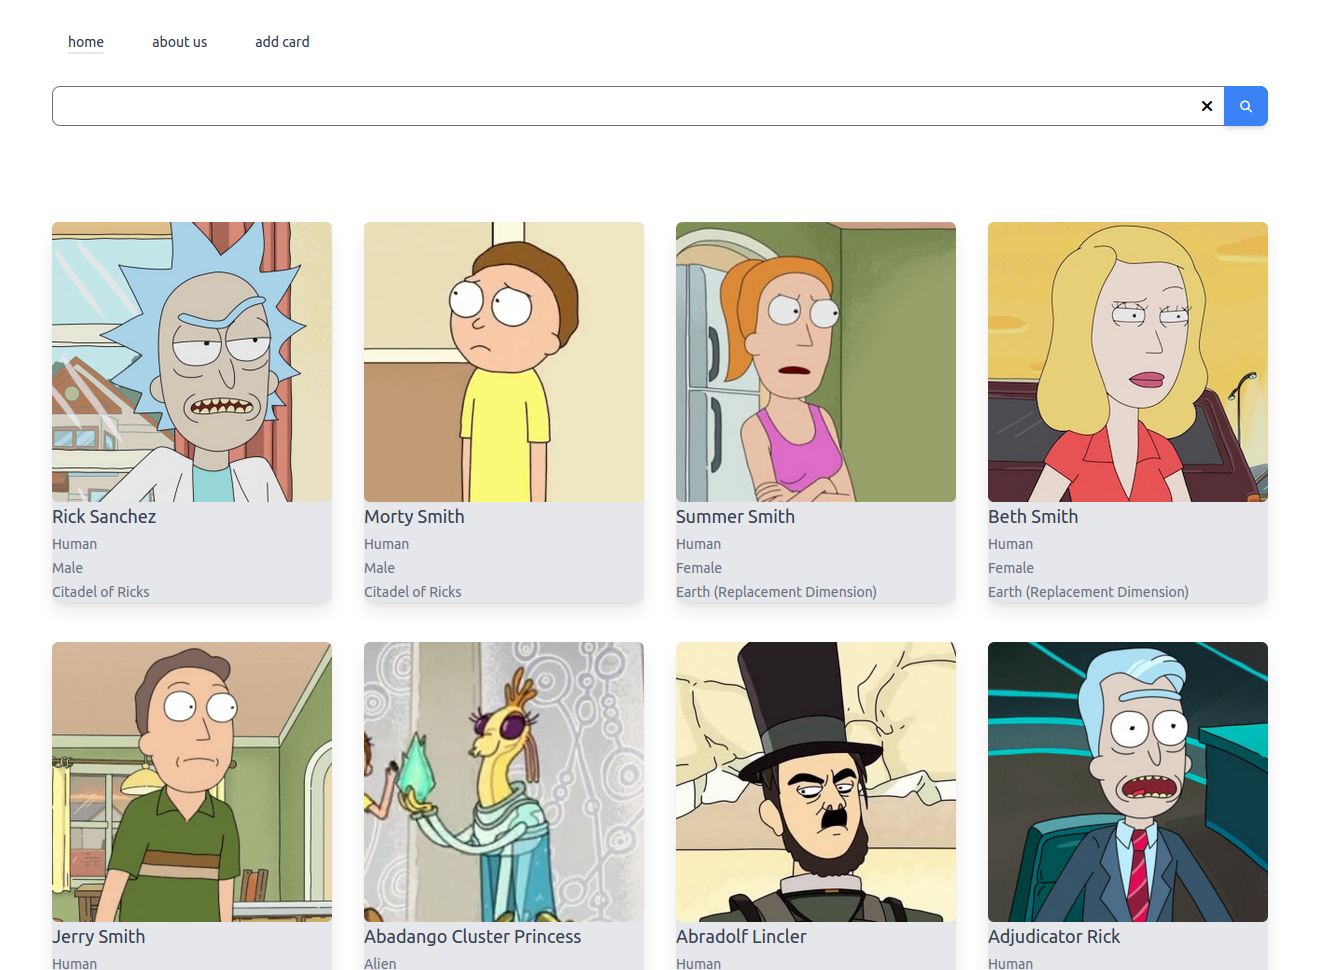 home about us add card
Rick Sanchez
Human
Male
Citadel of Ricks
Morty Smith
Human
Male
Citadel of Ricks
Summer Smith
Human
Female
Earth (Replacement Dimension)
Beth Smith
Human
Female
Earth (Replacement Dimension)
Jerry Smith
Human
Abadango Cluster Princess
Alien
Abradolf Lincler
Human
Adjudicator Rick
Human